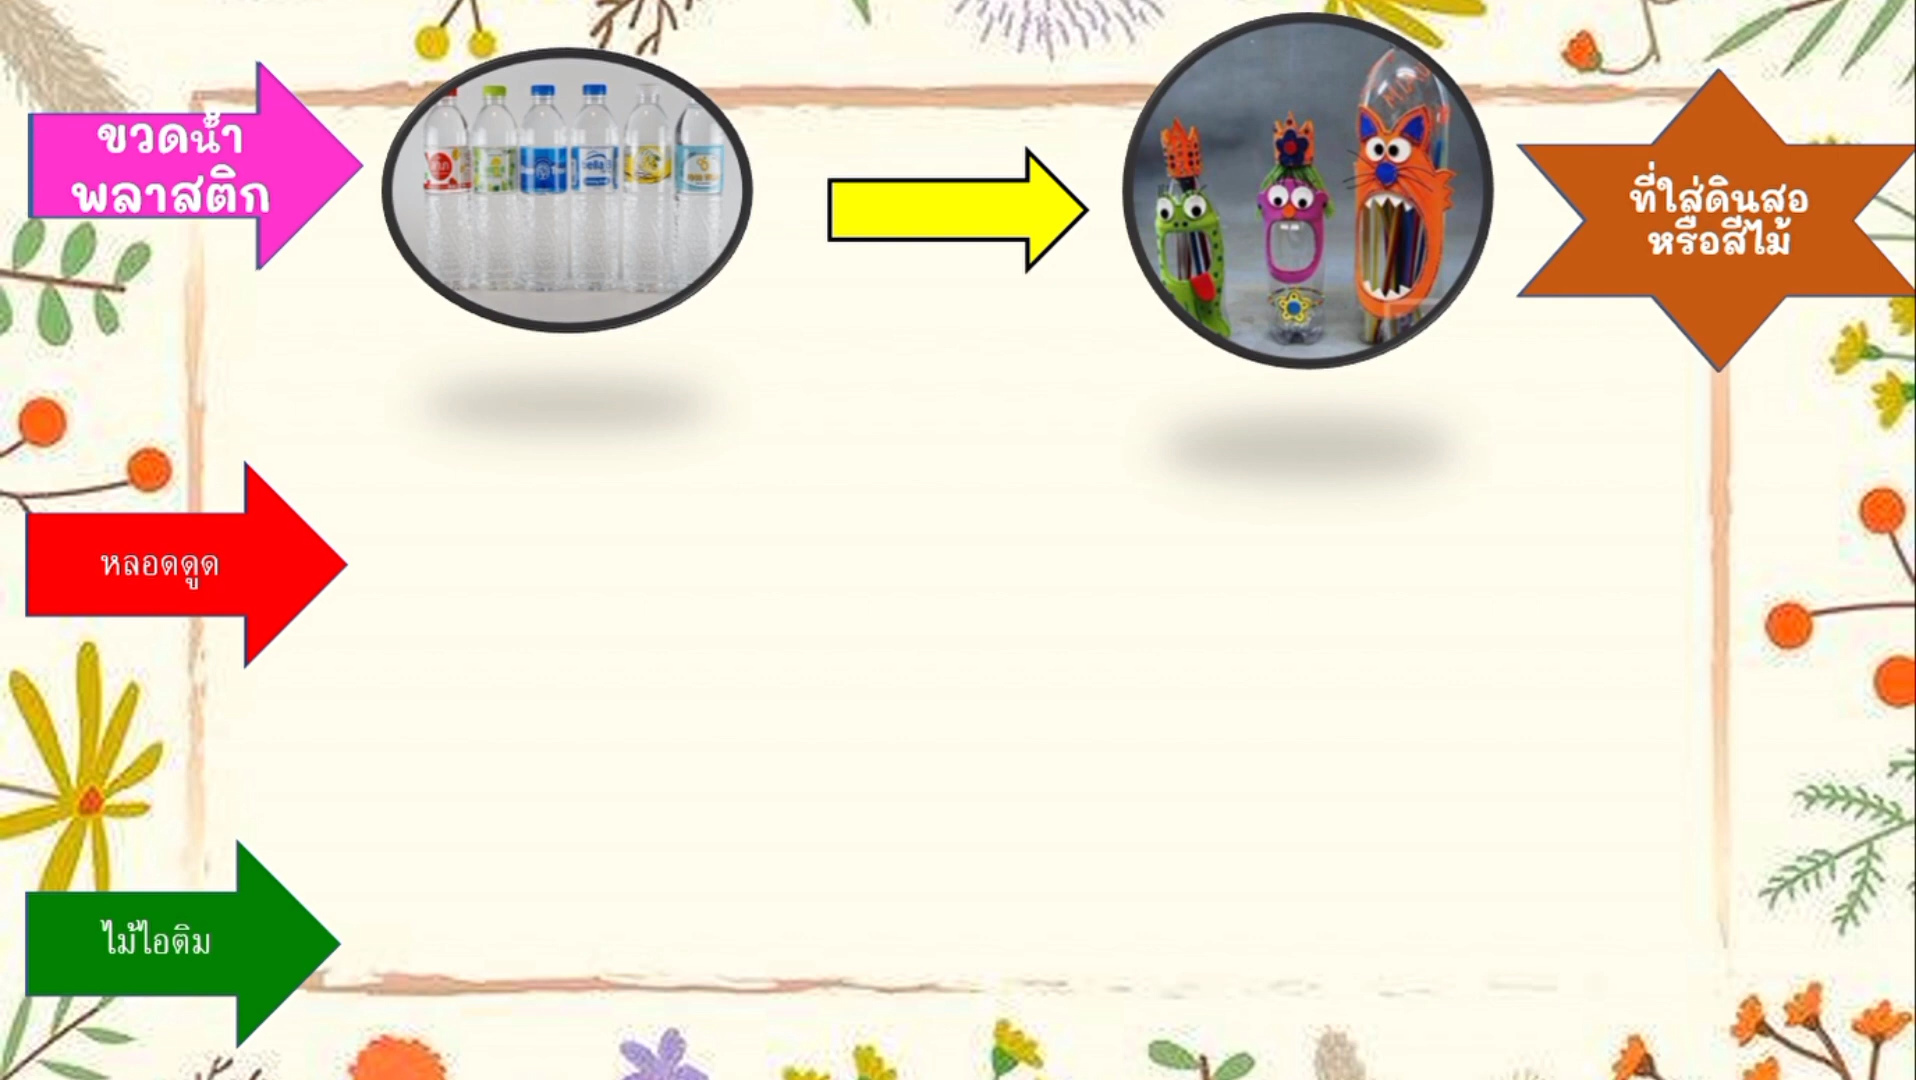 ขวดน้ำ
พลาสติก
ที่ใส่ดินสอ
หรือสีไม้
หลอดดูด
ไม้ไอติม